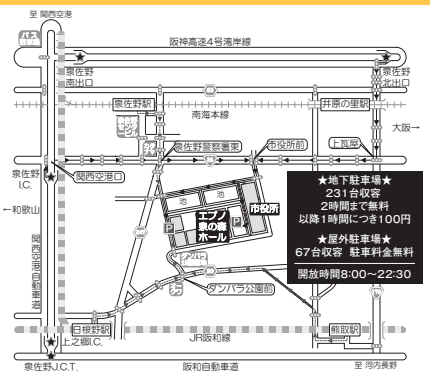 至 関西空港
バス
阪神高速4号湾岸線
泉佐野
南出口
泉佐野
北出口
泉佐野駅
井原の里駅
南海本線
大阪→
泉佐野警察署東
市役所前
上瓦屋
泉佐野
I.C.
関西空港口
←和歌山
池
池
市役所
エブノ
泉の森
ホール
P
P
関西空港自動車道
★地下駐車場★
231台収容
2時間まで無料
以降1時間につき100円
★屋外駐車場★
67台収容 駐車料金無料
開放時間8:00〜22:30
ダンバラ公園前
日根野駅
熊取駅
上之郷I.C.
JR阪和線
泉佐野J.C.T.
阪和自動車道
至 河内長野